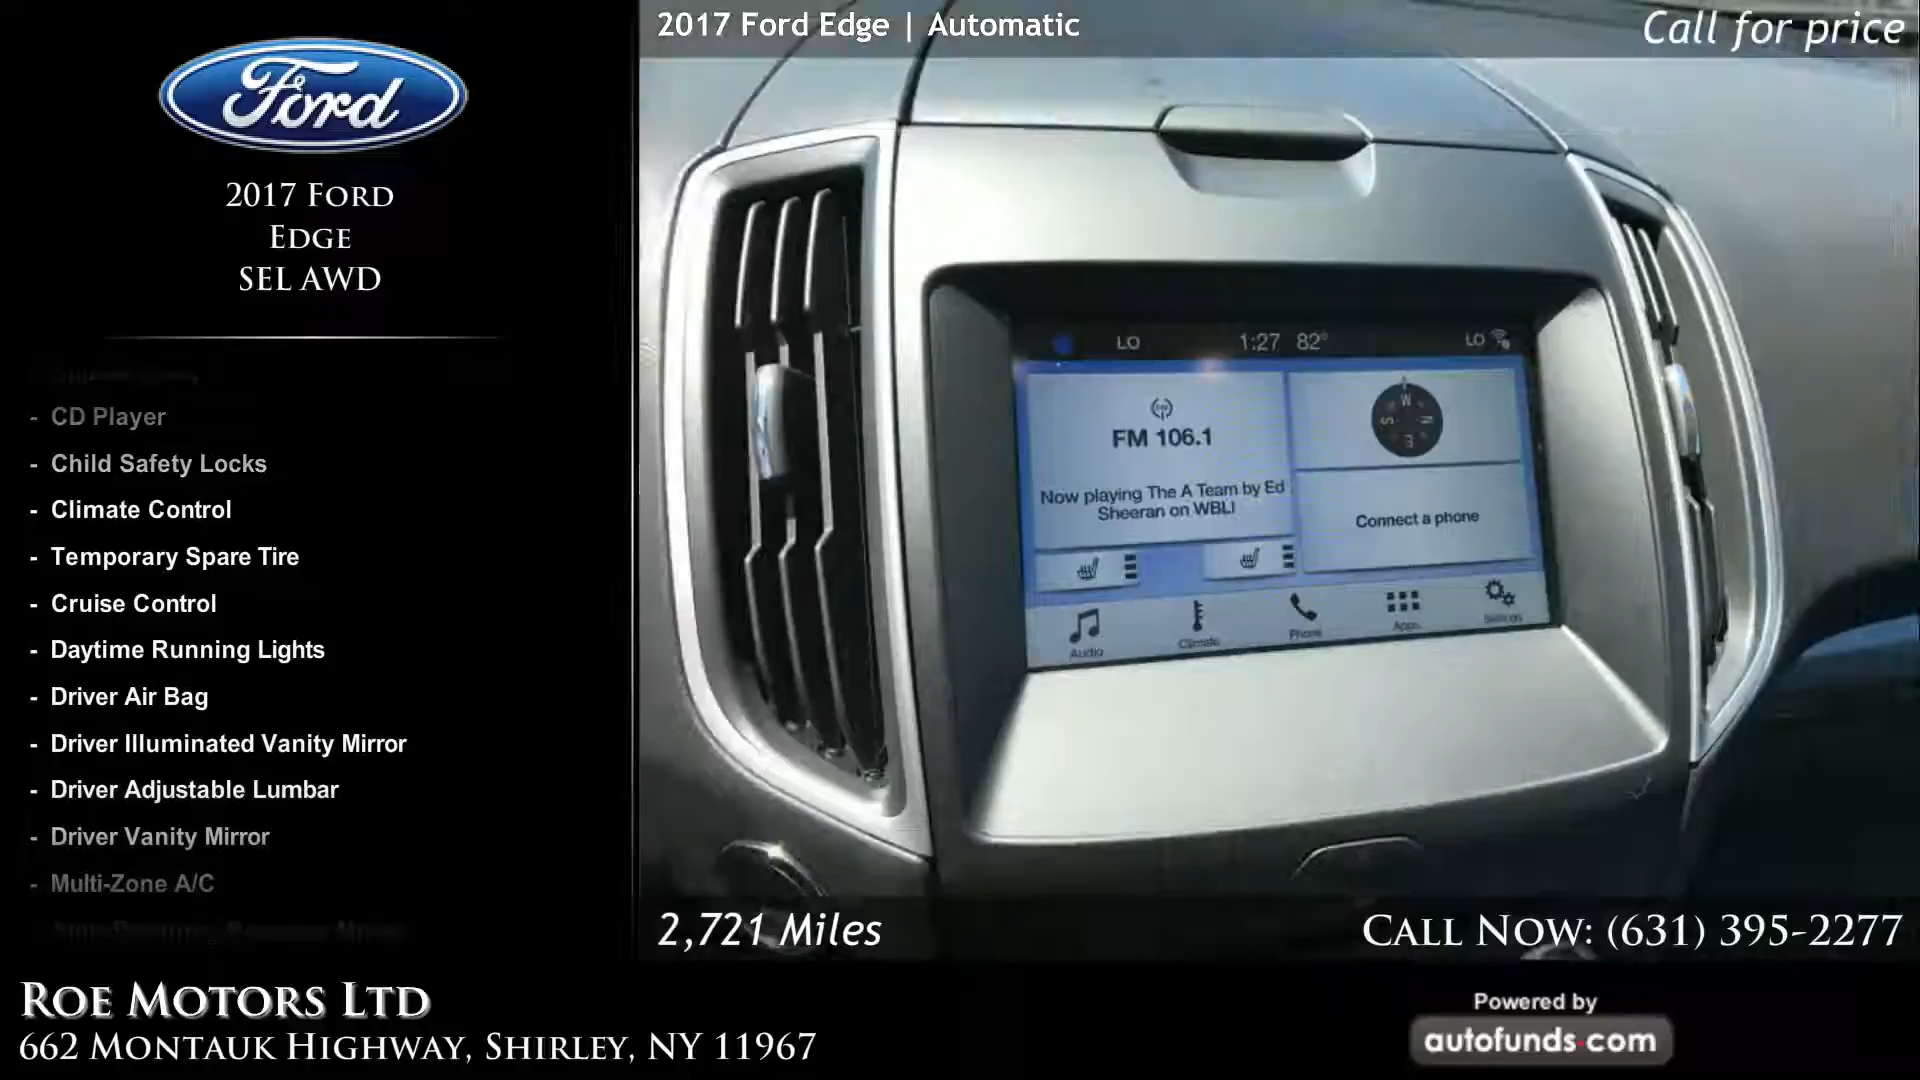 2017 Ford Edge | Automatic
Call for price
Ford
2017 Ford
Edge
SEL AWD
- CD Player
- Child Safety Locks
- Climate Control
- Temporary Spare Tire
- Cruise Control
- Daytime Running Lights
- Driver Air Bag
- Driver Illuminated Vanity Mirror
- Driver Adjustable Lumbar
- Driver Vanity Mirror
- Multi-Zone A/C
LO 1:27 82° LO
FM 106.1
Now playing The A Team by Ed
Sheeran on WBLI
W
S N
E
Connect a phone
Audio Climate Phone Apps Settings
2,721 Miles
Call Now: (631) 395-2277
Roe Motors Ltd
662 Montauk Highway, Shirley, NY 11967
Powered by
autofunds.com